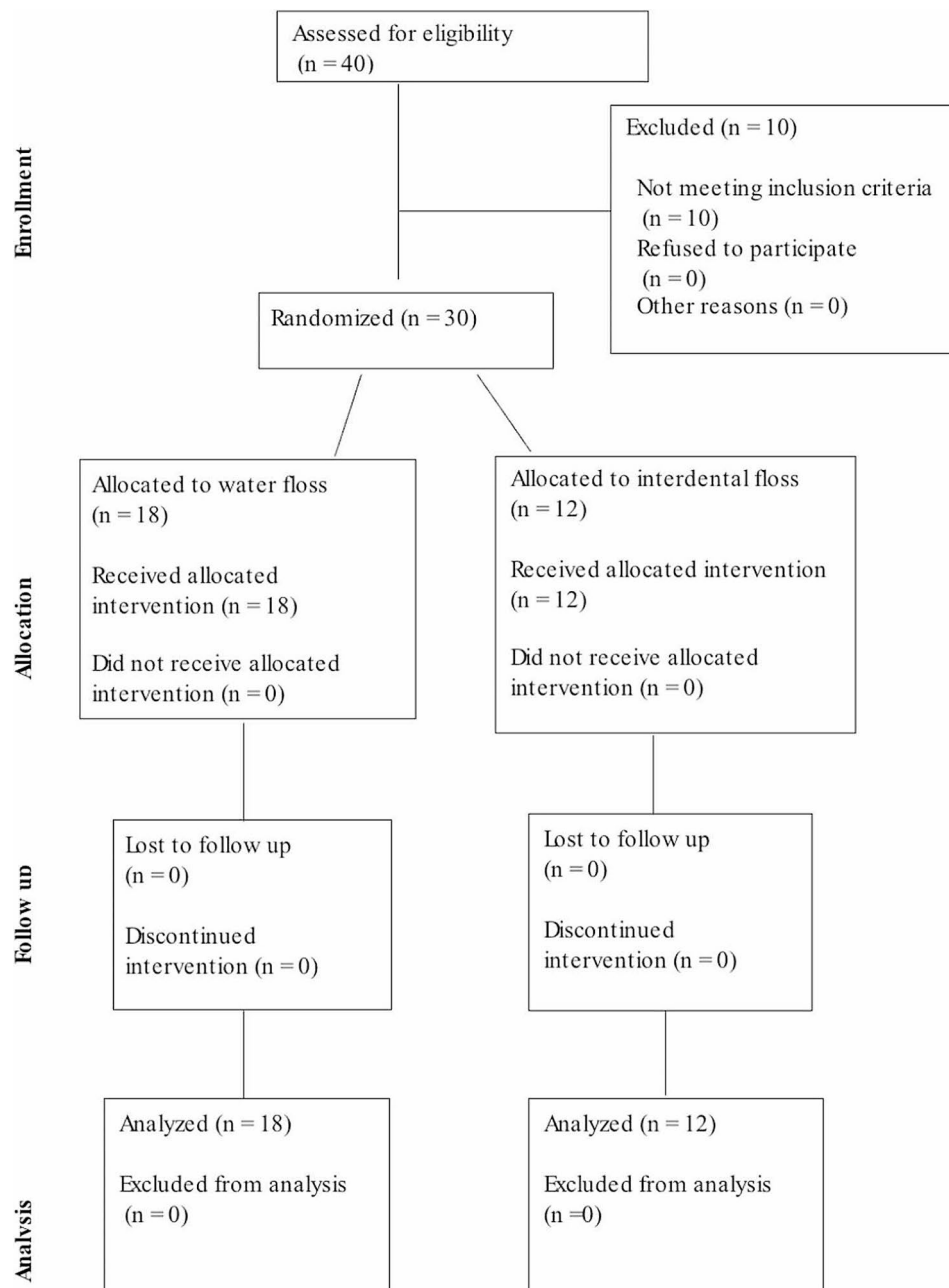 Assessed for eligibility
(n = 40)
Enrollment
Excluded (n = 10)
Not meeting inclusion criteria
(n = 10)
Refused to participate
(n = 0)
Other reasons (n = 0)
Randomized (n = 30)
Allocation
Allocated to water floss
(n = 18)
Received allocated
intervention (n = 18)
Did not receive allocated
intervention (n = 0)
Allocated to interdental floss
(n = 12)
Received allocated intervention
(n = 12)
Did not receive allocated
intervention (n = 0)
Follow up
Lost to follow up
(n = 0)
Discontinued
intervention (n = 0)
Lost to follow up
(n = 0)
Discontinued
intervention (n = 0)
Analysis
Analyzed (n = 18)
Excluded from analysis
(n = 0)
Analyzed (n = 12)
Excluded from analysis
(n =0)